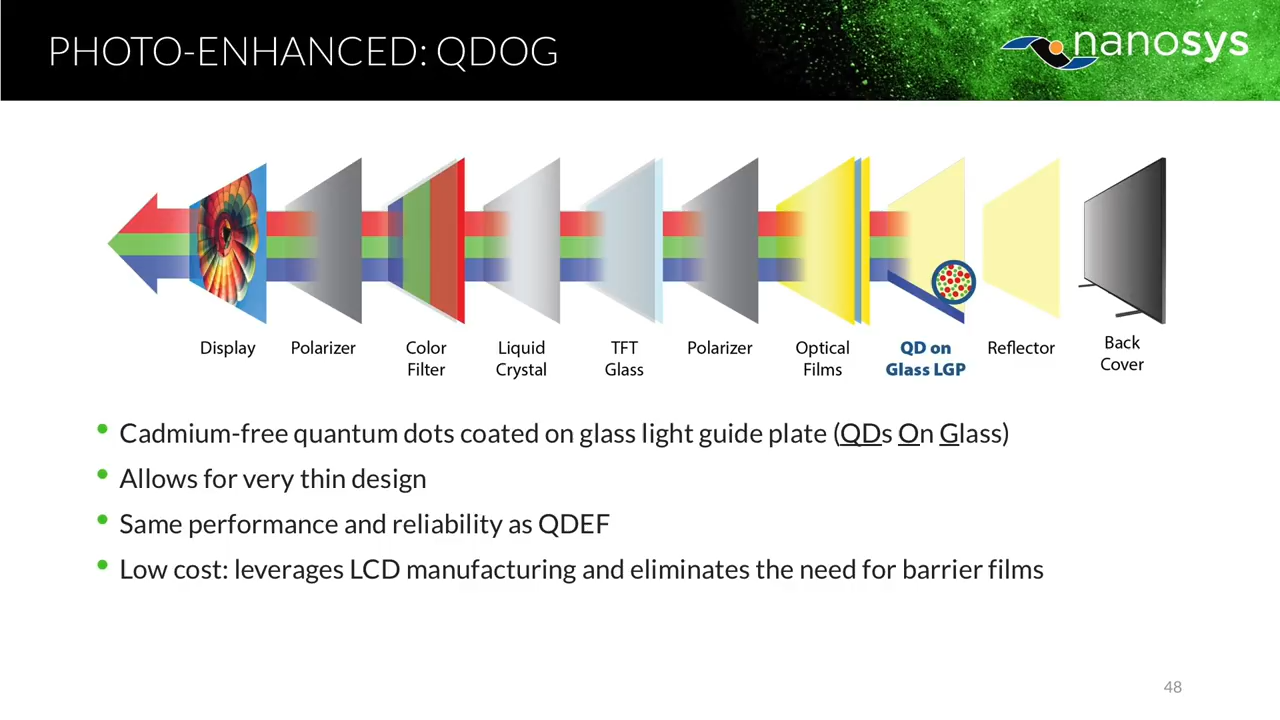 PHOTO-ENHANCED: QDOG
nanosys
Display
Polarizer
Color
Filter
Liquid
Crystal
TFT
Glass
Polarizer
Optical
Films
QD on
Glass LGP
Reflector
Back
Cover
• Cadmium-free quantum dots coated on glass light guide plate (QDs On Glass)
• Allows for very thin design
• Same performance and reliability as QDEF
• Low cost: leverages LCD manufacturing and eliminates the need for barrier films
48